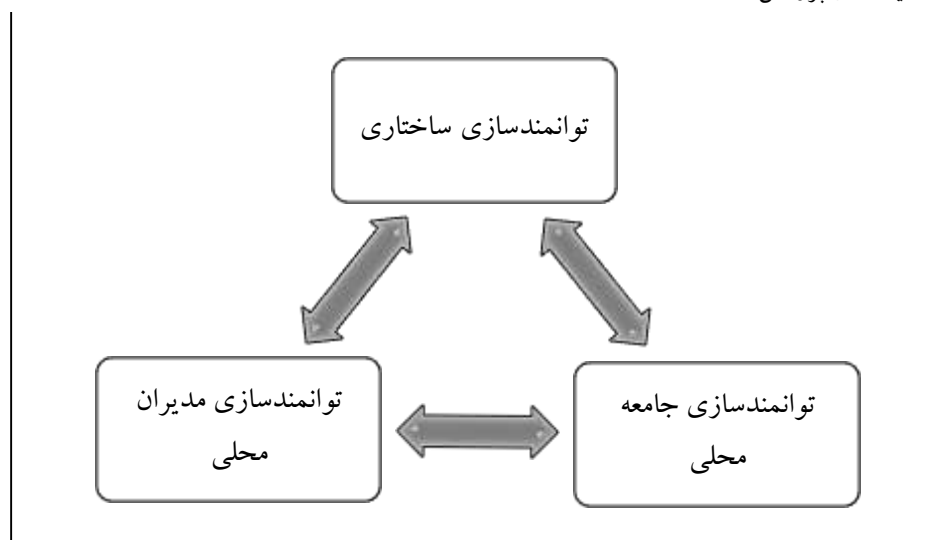 توانمندسازی ساختاری
توانمندسازی جامعه
محلی
توانمندسازی مدیران
محلی